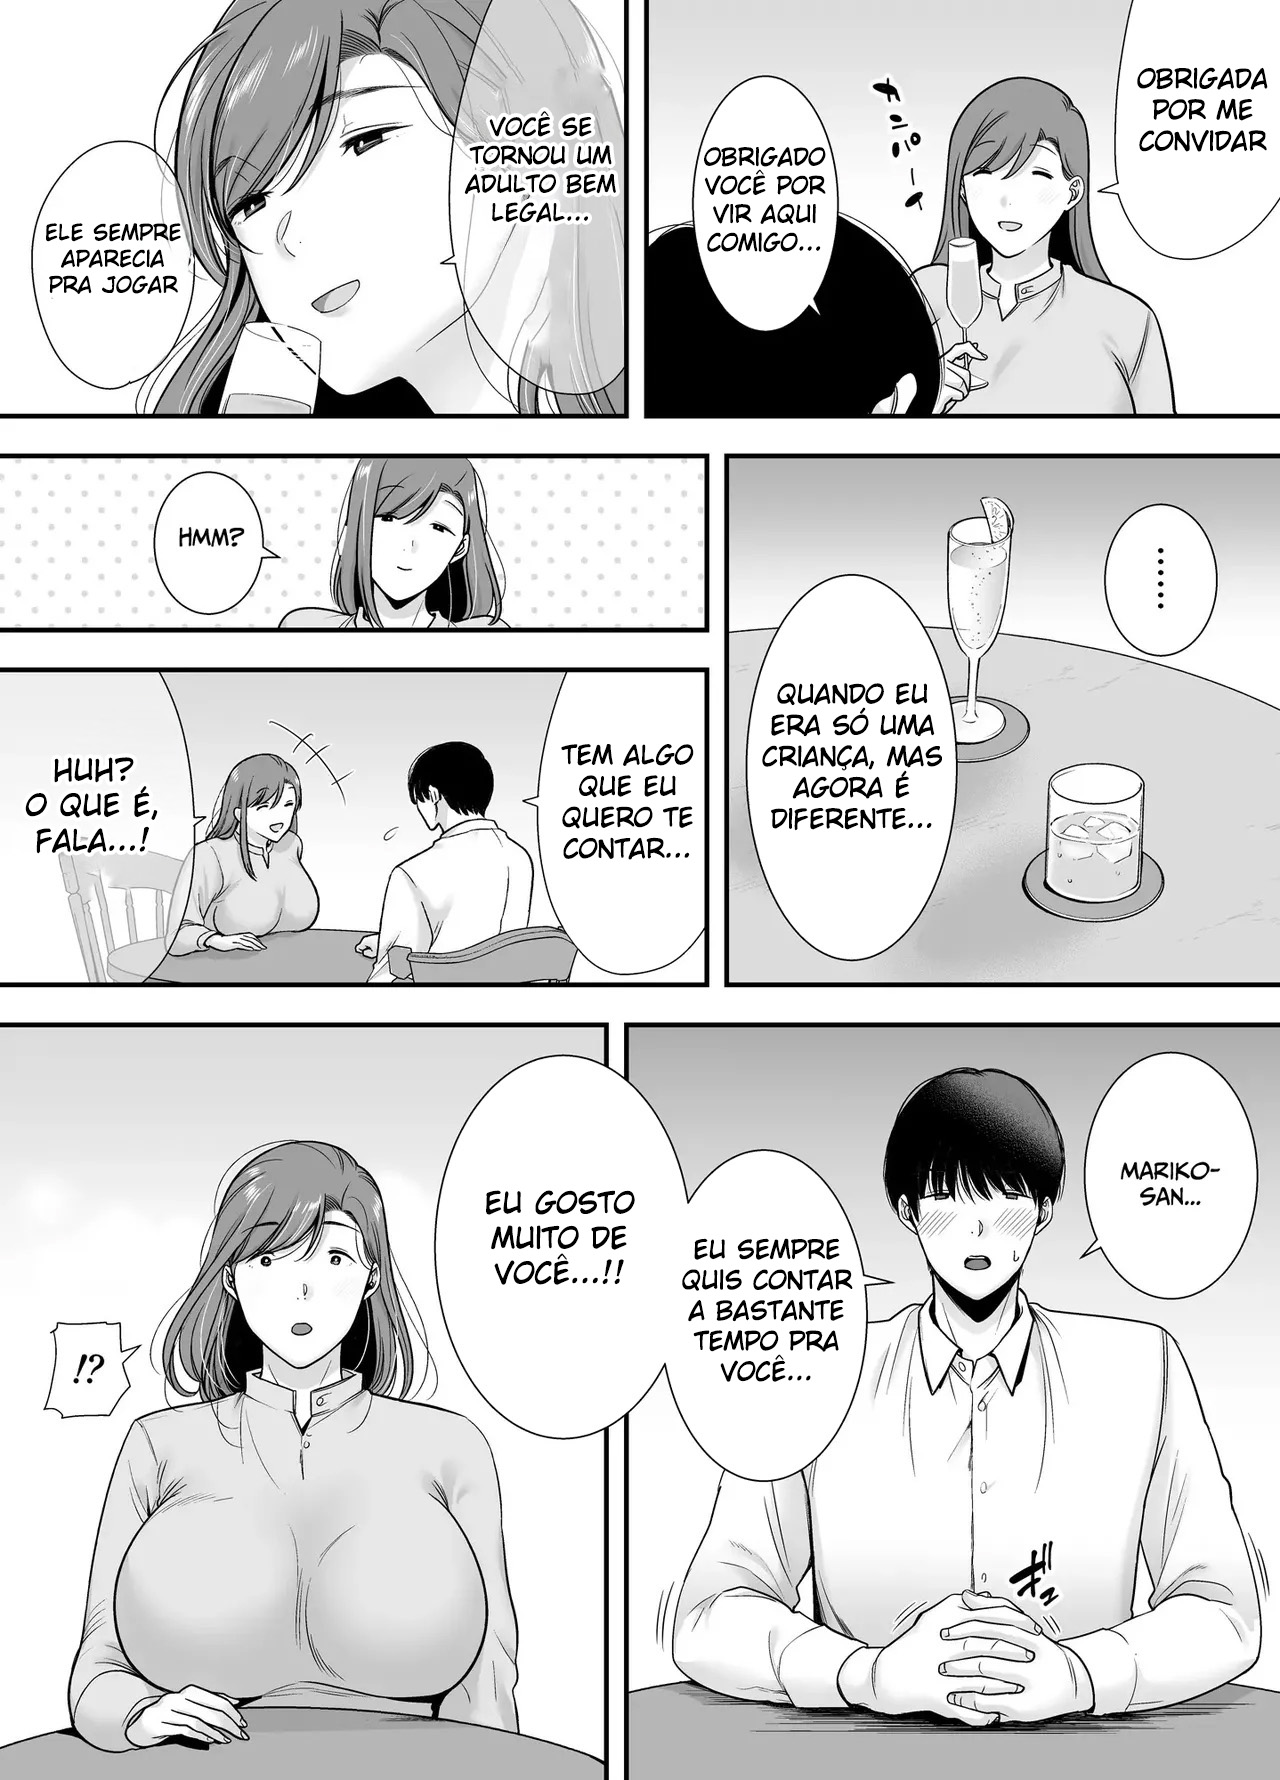 OBRIGADA
POR ME
CONVIDAR
OBRIGADO
VOCÊ POR
VIR AQUI
COMIGO...
VOCÊ SE
TORNOU UM
ADULTO BEM
LEGAL...
ELE SEMPRE
APARECIA
PRA JOGAR
......
QUANDO EU
ERA SÓ UMA
CRIANÇA, MAS
AGORA É
DIFERENTE...
HMM?
TEM ALGO
QUE EU
QUERO TE
CONTAR...
HUH?
O QUE É,
FALA...!
MARIKO-
SAN...
EU SEMPRE
QUIS CONTAR
A BASTANTE
TEMPO PRA
VOCÊ...
ギュ
EU GOSTO
MUITO DE
VOCÊ...!!
!?